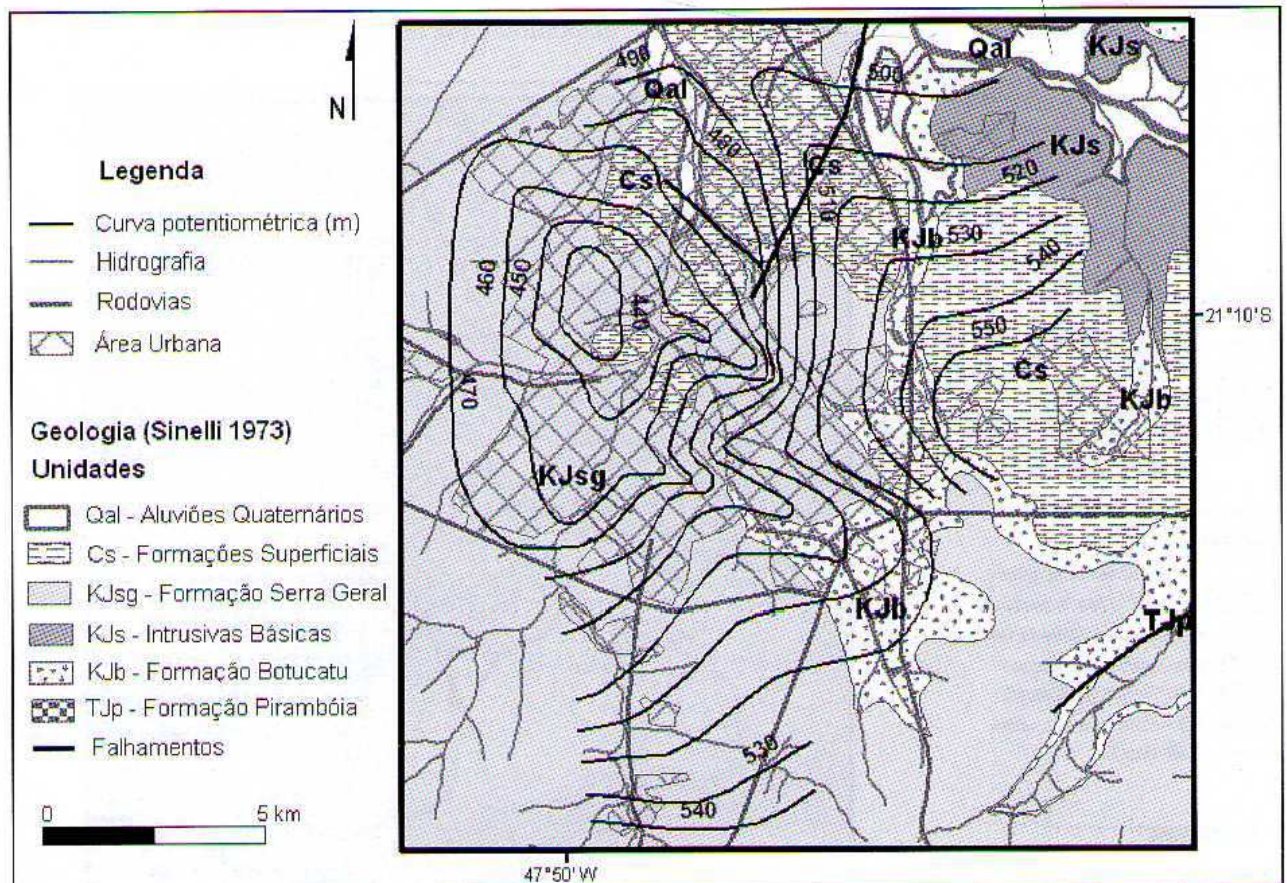 N
Legenda
Curva potentiométrica (m)
Hidrografia
Rodovias
Área Urbana
Geologia (Sinelli 1973)
Unidades
Qal - Aluviões Quaternários
Cs - Formações Superficiais
KJsg - Formação Serra Geral
KJs - Intrusivas Básicas
KJb - Formação Botucatu
TJp - Formação Pirambóia
Falhamentos
0 5 km
490
Qal
500
Qal
KJs
480
Cs
Cs
510
KJs
520
KJb
530
540
460
450
440
550
Cs
21°10'S
470
KJb
KJsg
KJb
TJp
530
540
47°50' W